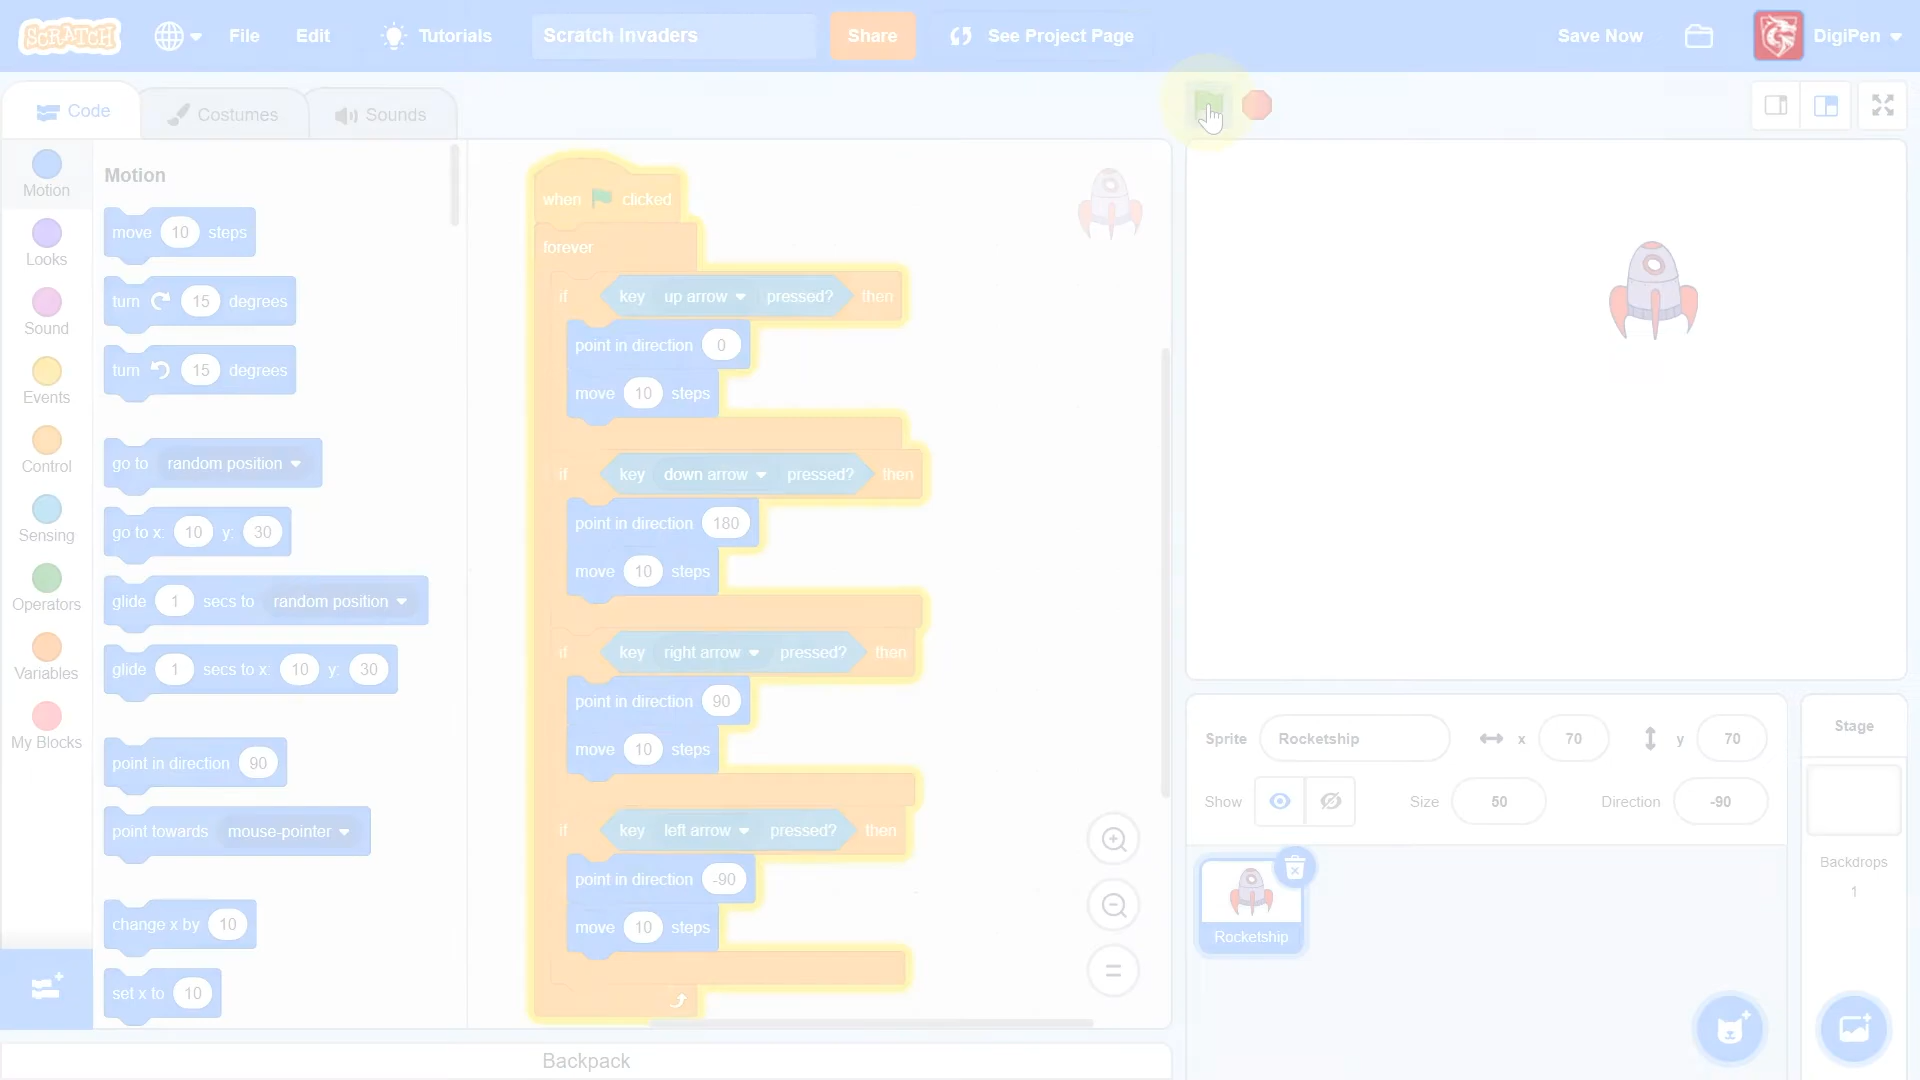 SCRATCH File Edit Tutorials Scratch Invaders Share See Project Page Save Now DigiPen
Code Costumes Sounds
Motion
Looks
Sound
Events
Control
Sensing
Operators
Variables
My Blocks
Motion
move 10 steps
turn 15 degrees
turn 15 degrees
go to random position
go to x: 10 y: 30
glide 1 secs to random position
glide 1 secs to x: 10 y: 30
point in direction 90
point towards mouse-pointer
change x by 10
set x to 10
when clicked
forever
if key up arrow pressed? then
point in direction 0
move 10 steps
if key down arrow pressed? then
point in direction 180
move 10 steps
if key right arrow pressed? then
point in direction 90
move 10 steps
if key left arrow pressed? then
point in direction -90
move 10 steps
Backpack
Sprite Rocketship x 70 y 70
Show Size 50 Direction -90
Rocketship
Stage
Backdrops
1